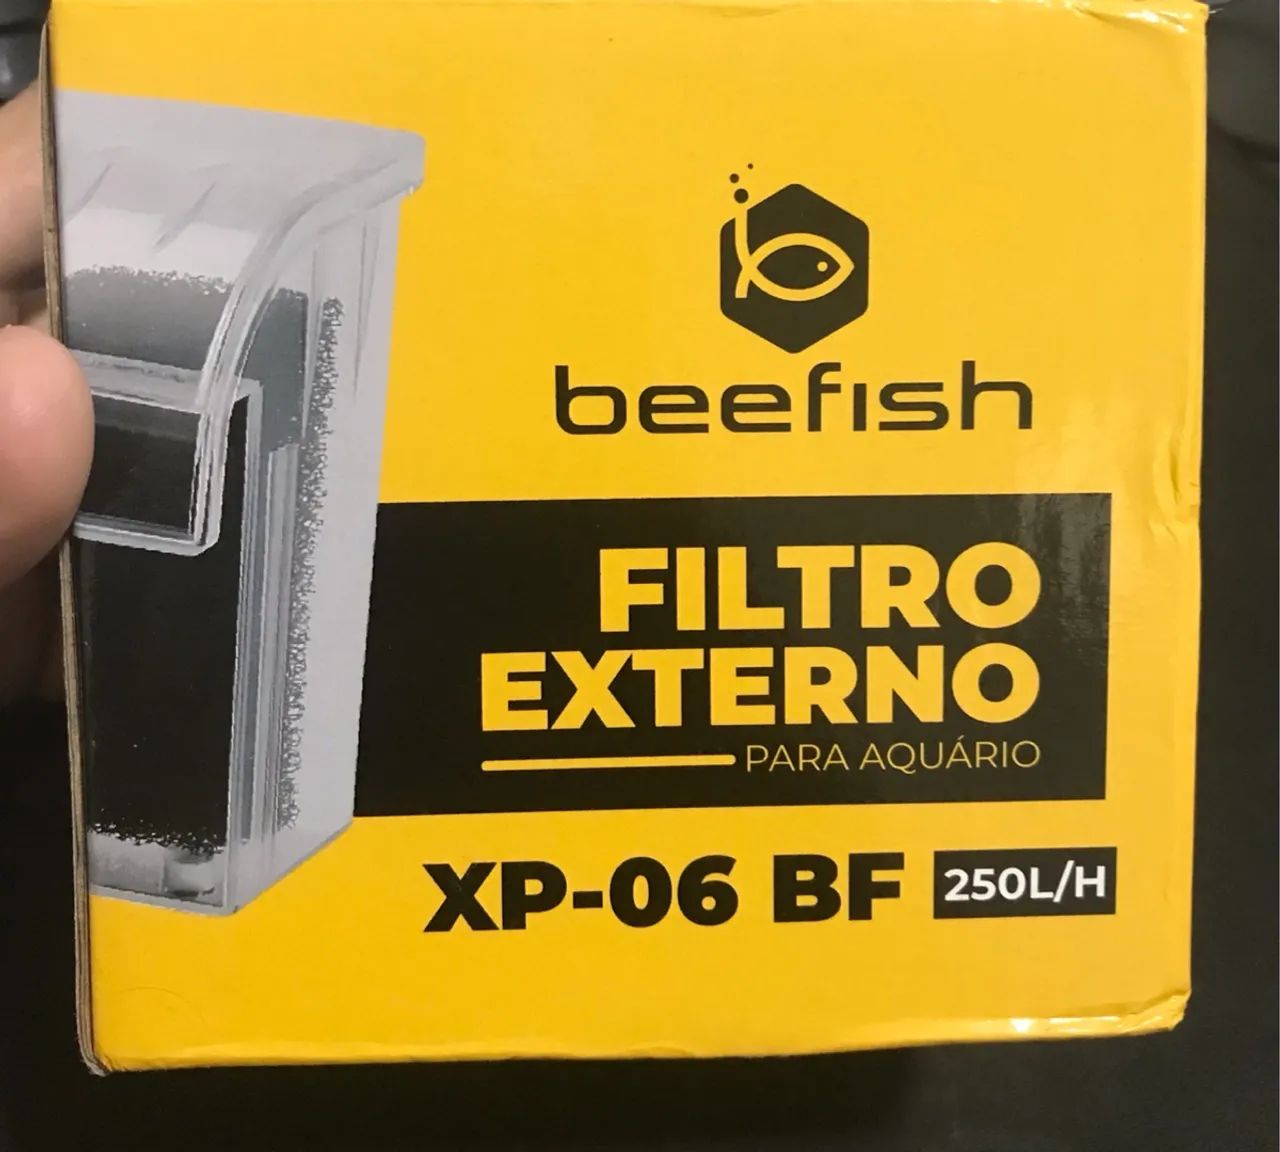 beefish
FILTRO
EXTERNO
PARA AQUÁRIO
XP-06 BF 250L/H